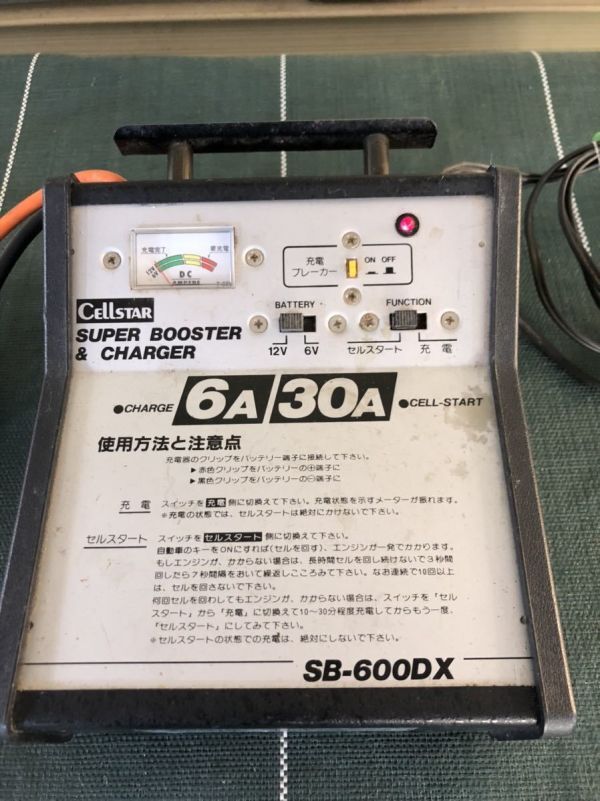 充電完了 要充電
12V
6V
DC
AMPERE
充電
ブレーカー
ON OFF
CELLSTAR
SUPER BOOSTER
& CHARGER
BATTERY
12V 6V
FUNCTION
セルスタート 充電
●CHARGE 6A/30A ●CELL-START
使用方法と注意点
充電器のクリップをバッテリー端子に接続して下さい。
▶赤色クリップをバッテリーの⊕端子に
▶黒色クリップをバッテリーの⊖端子に
充電 スイッチを充電側に切換えて下さい。充電状態を示すメーターが振れます。
※充電の状態では、セルスタートは絶対にかけないで下さい。
セルスタート スイッチをセルスタート側に切換えて下さい。
自動車のキーをONにすれば(セルを回す)、エンジンが一発でかかります。
もしエンジンが、かからない場合は、長時間セルを回し続けないで3秒間
回したら7秒間隔をおいて繰返しこころみて下さい。なお連続で10回以上
は、セルを回さないで下さい。
何回セルを回わしてもエンジンが、かからない場合は、スイッチを「セル
スタート」から「充電」に切換えて10〜30分程度充電してからもう一度、
「セルスタート」にしてみて下さい。
※セルスタートの状態での充電は、絶対にしないで下さい。
SB-600DX